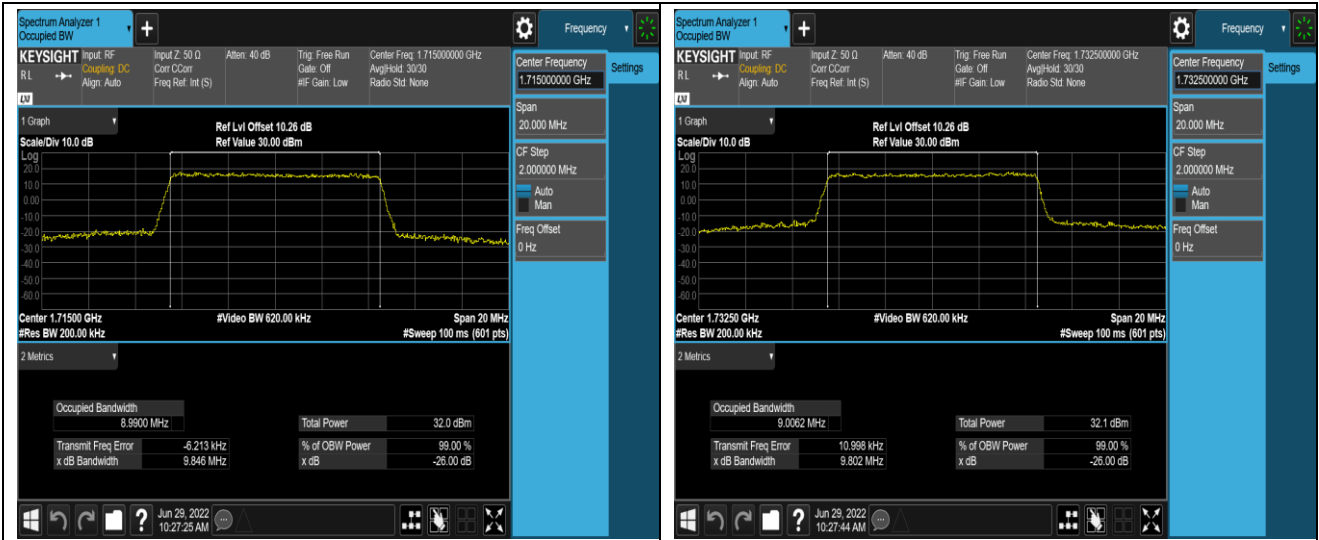 Spectrum Analyzer 1
Occupied BW
+
Frequency
KEYSIGHT Input: RF Input Z: 50 Ω Atten: 40 dB Trig: Free Run Center Freq: 1.715000000 GHz
RL Coupling: DC Corr CCorr Gate: Off Avg|Hold: 30/30
Align: Auto Freq Ref: Int (S) #IF Gain: Low Radio Std: None
LXI
Center Frequency
1.715000000 GHz
Settings
Span
20.000 MHz
CF Step
2.000000 MHz
Auto
Man
Freq Offset
0 Hz
1 Graph
Ref Lvl Offset 10.26 dB
Scale/Div 10.0 dB Ref Value 30.00 dBm
Log
20.0
10.0
0.00
-10.0
-20.0
-30.0
-40.0
-50.0
-60.0
Center 1.71500 GHz #Video BW 620.00 kHz Span 20 MHz
#Res BW 200.00 kHz #Sweep 100 ms (601 pts)
2 Metrics
Occupied Bandwidth
8.9900 MHz Total Power 32.0 dBm
Transmit Freq Error -6.213 kHz % of OBW Power 99.00 %
x dB Bandwidth 9.846 MHz x dB -26.00 dB
? Jun 29, 2022
10:27:25 AM
Spectrum Analyzer 1
Occupied BW
+
Frequency
KEYSIGHT Input: RF Input Z: 50 Ω Atten: 40 dB Trig: Free Run Center Freq: 1.732500000 GHz
RL Coupling: DC Corr CCorr Gate: Off Avg|Hold: 30/30
Align: Auto Freq Ref: Int (S) #IF Gain: Low Radio Std: None
LXI
Center Frequency
1.732500000 GHz
Settings
Span
20.000 MHz
CF Step
2.000000 MHz
Auto
Man
Freq Offset
0 Hz
1 Graph
Ref Lvl Offset 10.26 dB
Scale/Div 10.0 dB Ref Value 30.00 dBm
Log
20.0
10.0
0.00
-10.0
-20.0
-30.0
-40.0
-50.0
-60.0
Center 1.73250 GHz #Video BW 620.00 kHz Span 20 MHz
#Res BW 200.00 kHz #Sweep 100 ms (601 pts)
2 Metrics
Occupied Bandwidth
9.0062 MHz Total Power 32.1 dBm
Transmit Freq Error 10.998 kHz % of OBW Power 99.00 %
x dB Bandwidth 9.802 MHz x dB -26.00 dB
? Jun 29, 2022
10:27:44 AM